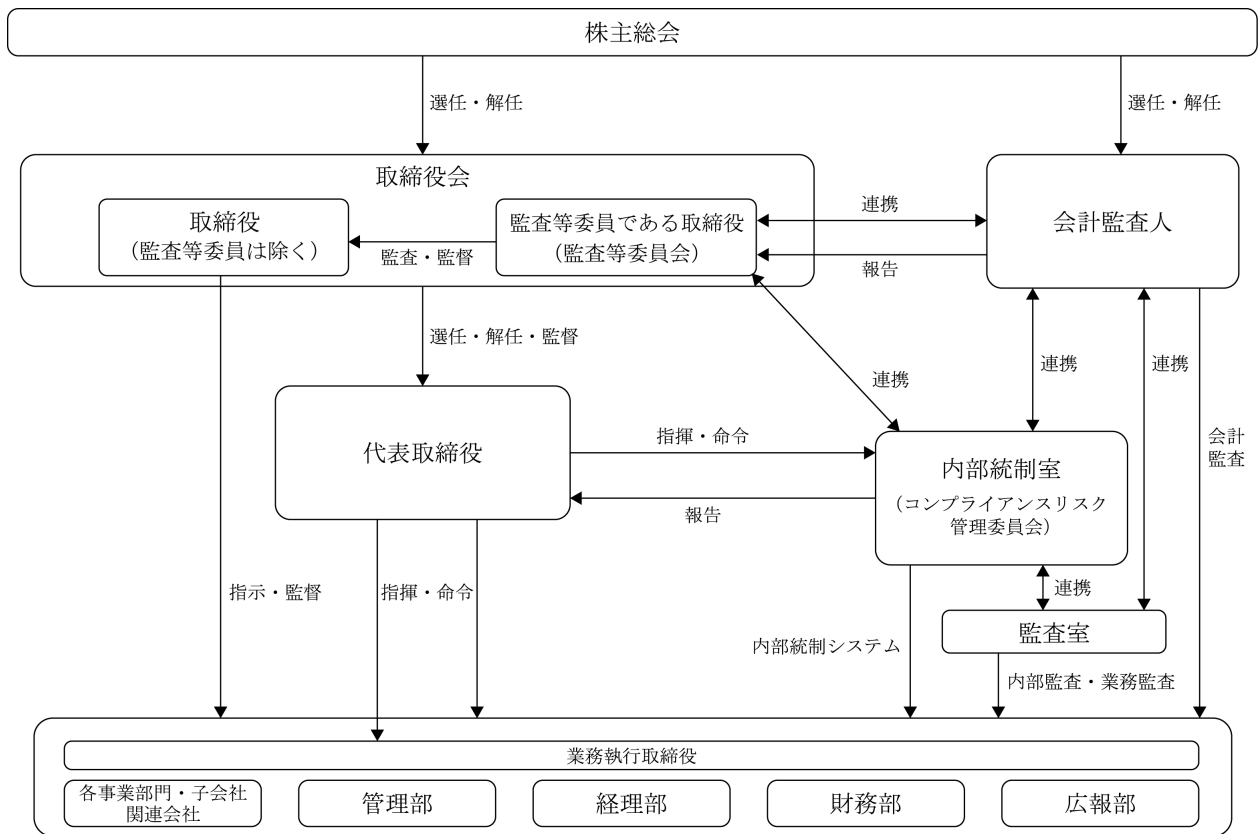 株主総会
選任・解任
選任・解任
取締役会
取締役
（監査等委員は除く）
監査・監督
監査等委員である取締役
（監査等委員会）
連携
報告
会計監査人
選任・解任・監督
連携
連携
連携
会計
監査
代表取締役
指揮・命令
報告
内部統制室
（コンプライアンスリスク
管理委員会）
指示・監督
指揮・命令
連携
監査室
内部統制システム
内部監査・業務監査
業務執行取締役
各事業部門・子会社
関連会社
管理部
経理部
財務部
広報部